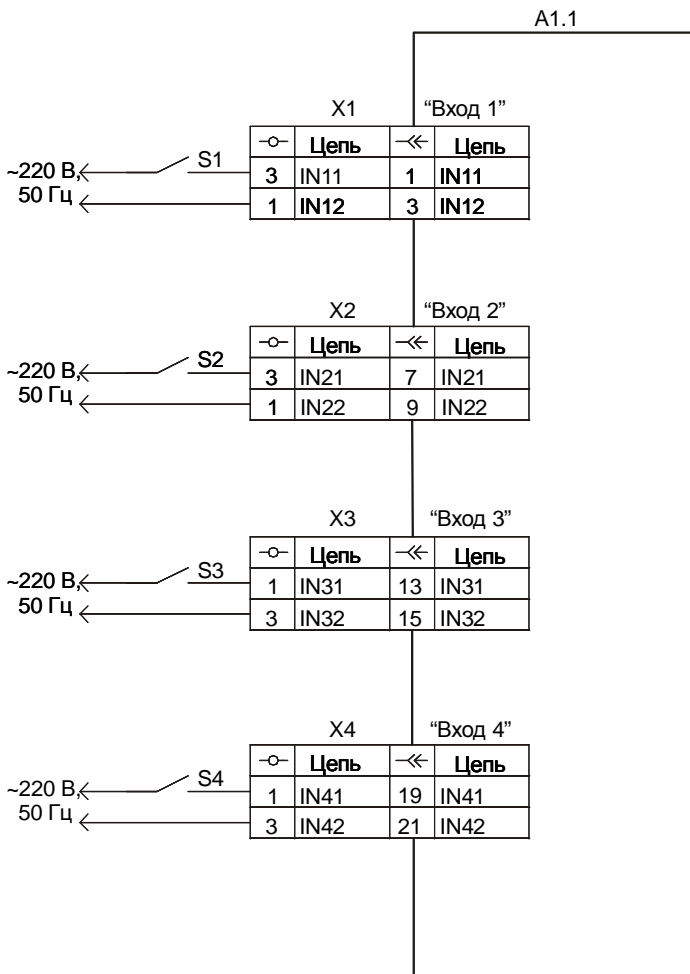 A1.1
X1 “Вход 1”
Цепь Цепь
~220 В, S1 3 IN11 1 IN11
50 Гц 1 IN12 3 IN12
X2 “Вход 2”
Цепь Цепь
~220 В, S2 3 IN21 7 IN21
50 Гц 1 IN22 9 IN22
X3 “Вход 3”
Цепь Цепь
~220 В, S3 1 IN31 13 IN31
50 Гц 3 IN32 15 IN32
X4 “Вход 4”
Цепь Цепь
~220 В, S4 1 IN41 19 IN41
50 Гц 3 IN42 21 IN42